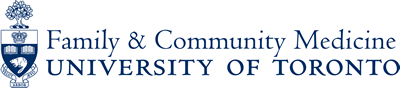 Family & Community Medicine
UNIVERSITY OF TORONTO